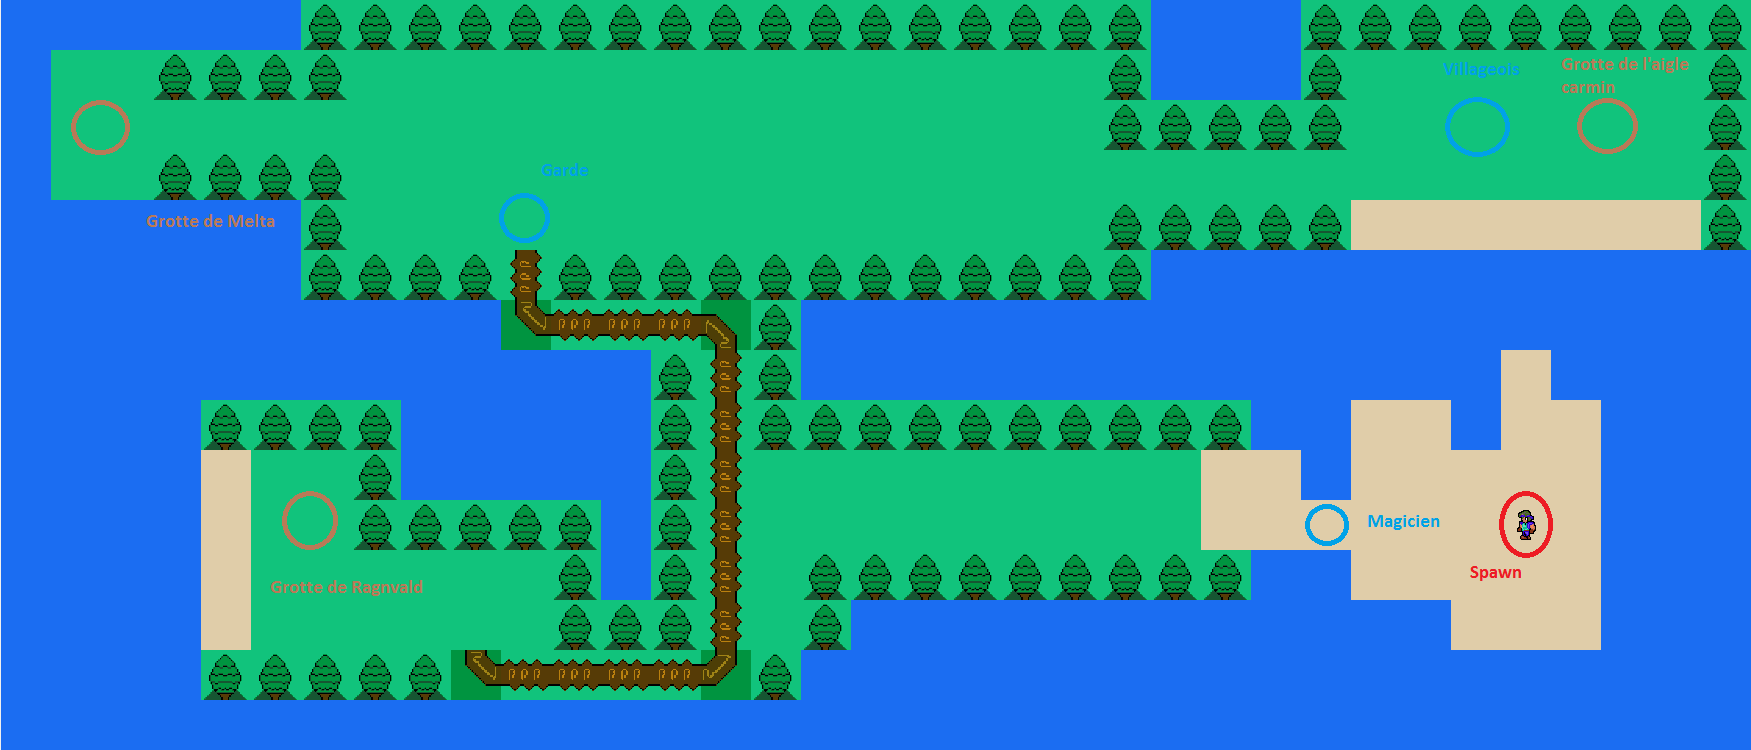 Villageois
Grotte de l'aigle
carmin
Garde
Grotte de Melta
Magicien
Spawn
Grotte de Ragnvald